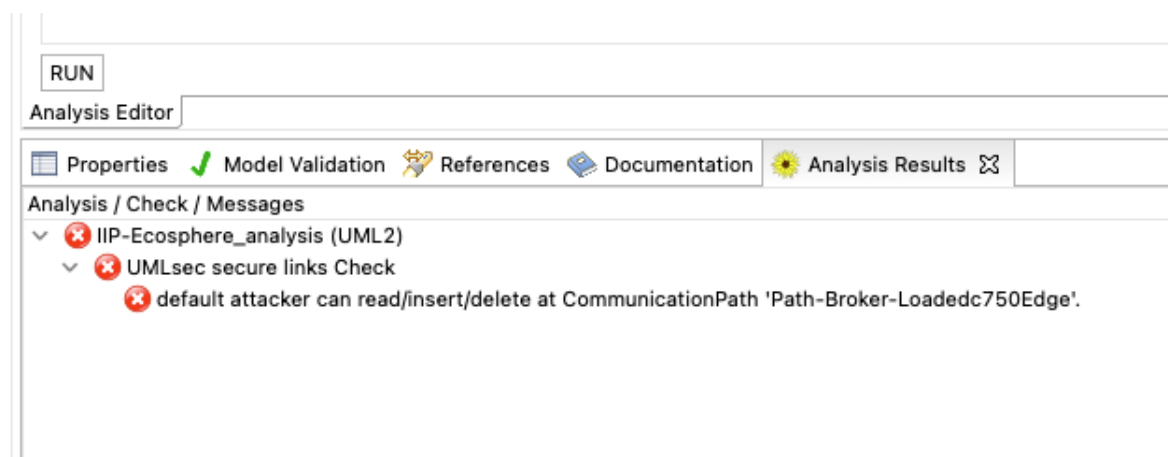 RUN
Analysis Editor
Properties Model Validation References Documentation Analysis Results
Analysis / Check / Messages
IIP-Ecosphere_analysis (UML2)
UMLsec secure links Check
default attacker can read/insert/delete at CommunicationPath 'Path-Broker-Loadedc750Edge'.